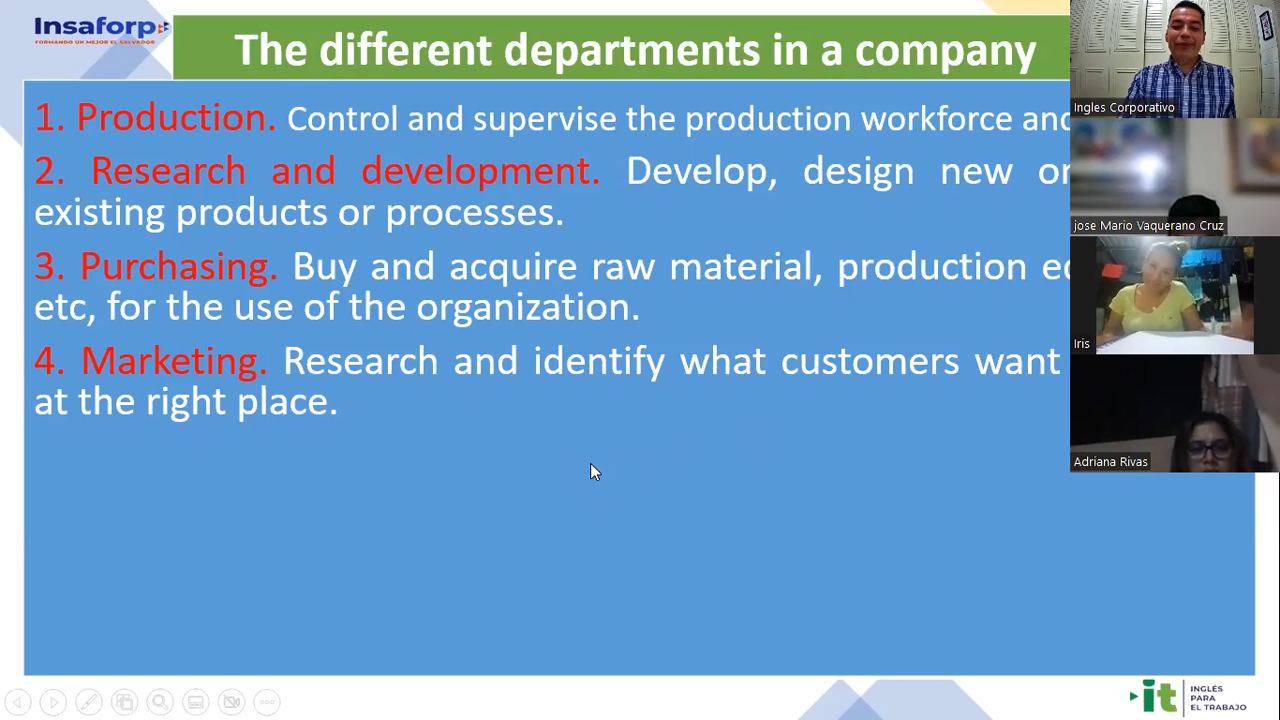 Insaforp
FORMANDO UN MEJOR EL SALVADOR
The different departments in a company
1. Production. Control and supervise the production workforce and
2. Research and development. Develop, design new or
existing products or processes.
3. Purchasing. Buy and acquire raw material, production
etc, for the use of the organization.
4. Marketing. Research and identify what customers want
at the right place.
Ingles Corporativo
jose Mario Vaquerano Cruz
Iris
Adriana Rivas
it INGLÉS
PARA
EL TRABAJO